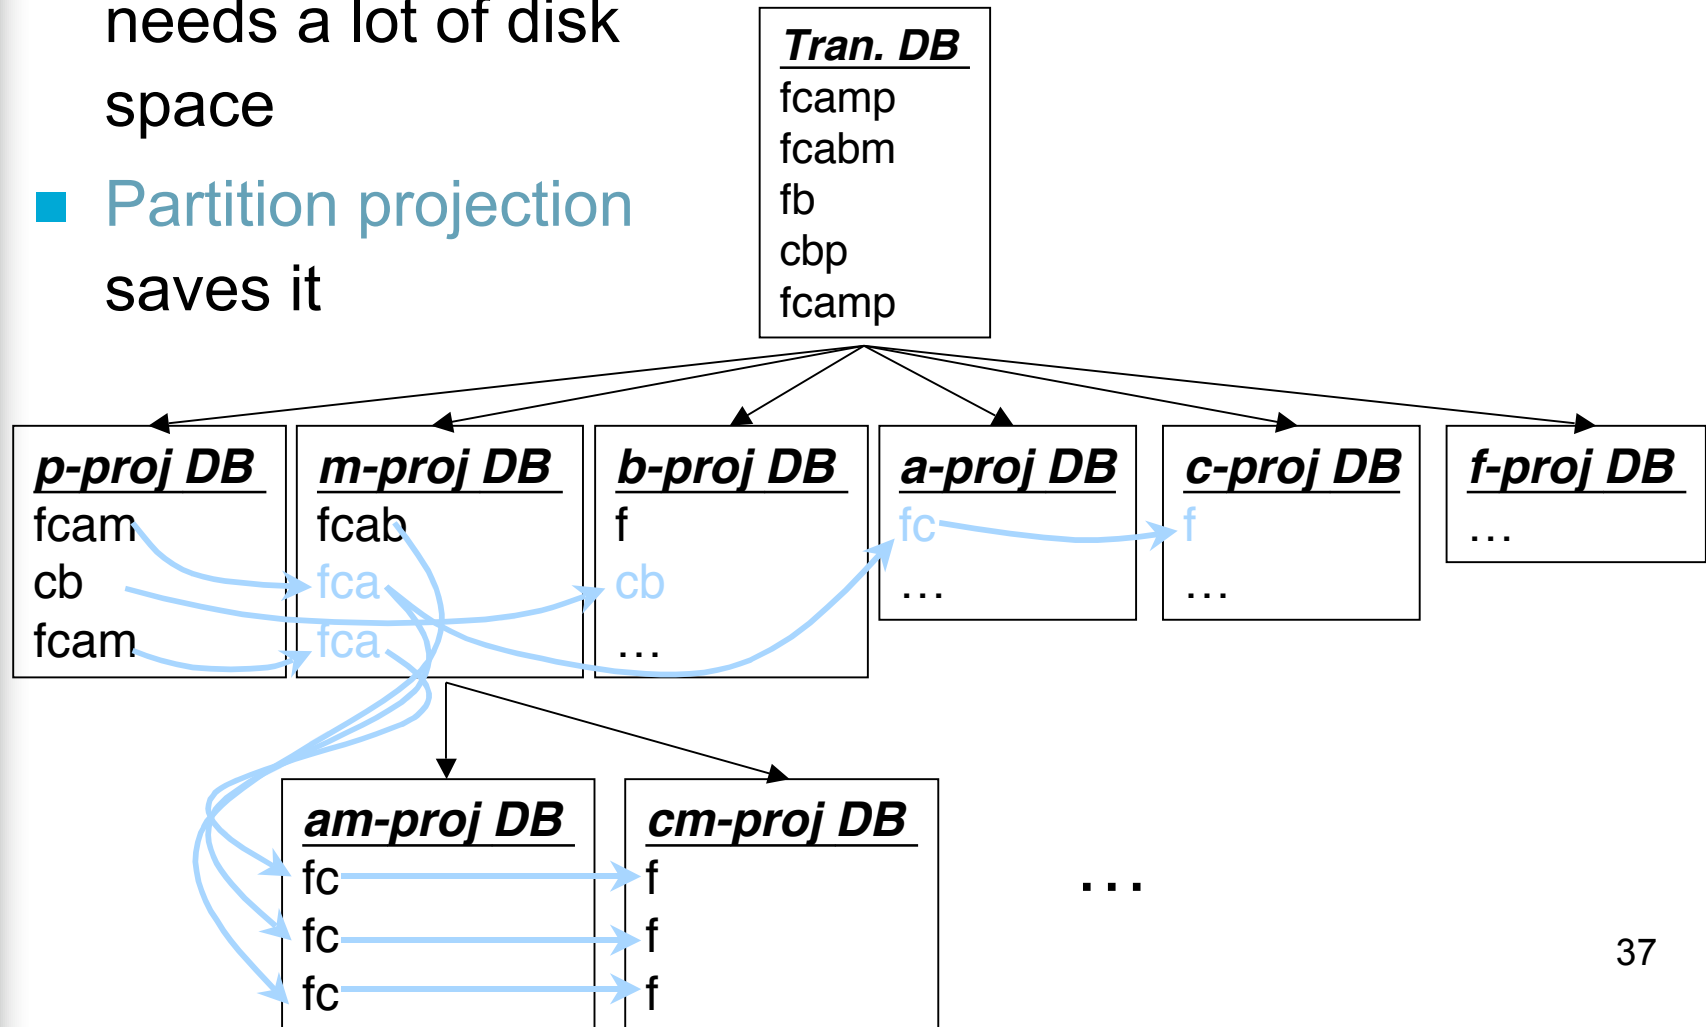 needs a lot of disk
space
Partition projection
saves it
Tran. DB
fcamp
fcabm
fb
cbp
fcamp
p-proj DB
fcam
cb
fcam
m-proj DB
fcab
fca
fca
b-proj DB
f
cb
…
a-proj DB
fc
…
c-proj DB
f
…
f-proj DB
…
am-proj DB
fc
fc
fc
cm-proj DB
f
f
f
…
37